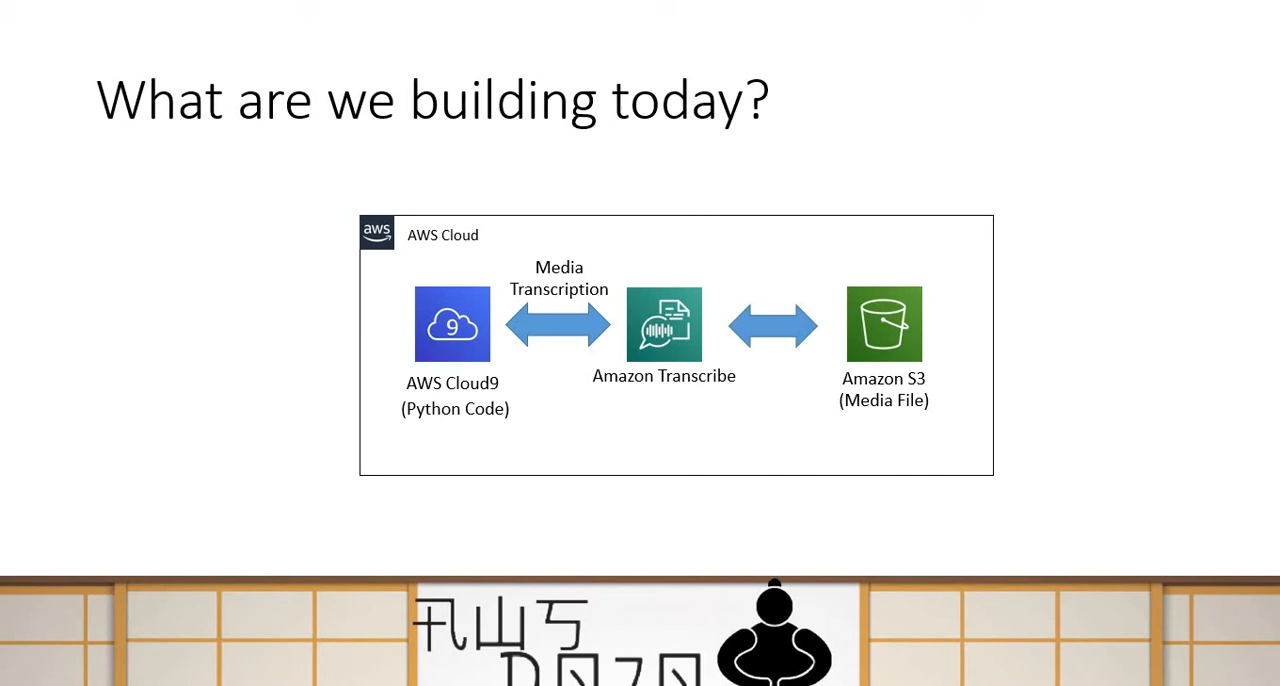 What are we building today?
aws
AWS Cloud
Media
Transcription
9
AWS Cloud9
(Python Code)
Amazon Transcribe
Amazon S3
(Media File)